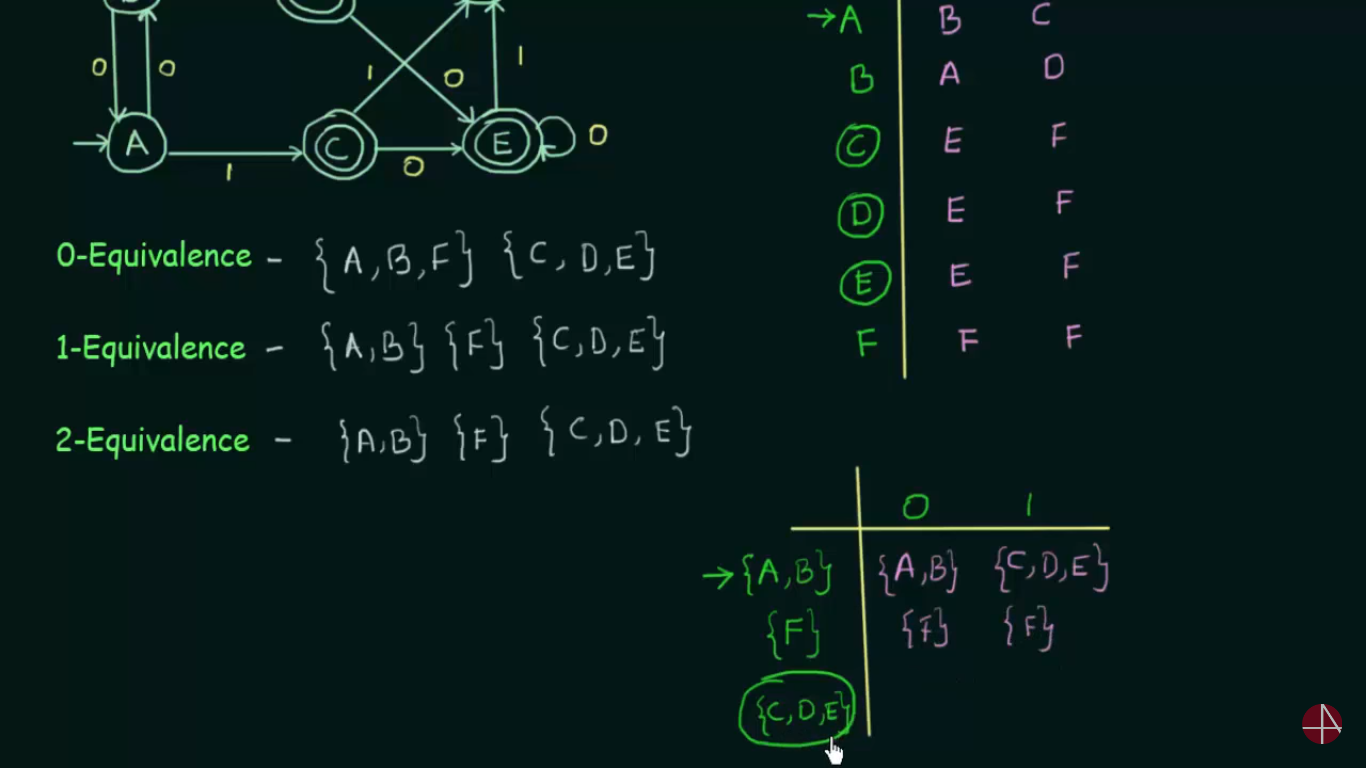 0 0 1 0 1
A C E 0
1 0
→A B C
B A D
C E F
D E F
E E F
F F F
0-Equivalence - {A,B,F} {C,D,E}
1-Equivalence - {A,B} {F} {C,D,E}
2-Equivalence - {A,B} {F} {C,D,E}
0 1
→{A,B} {A,B} {C,D,E}
{F} {F} {F}
{C,D,E}